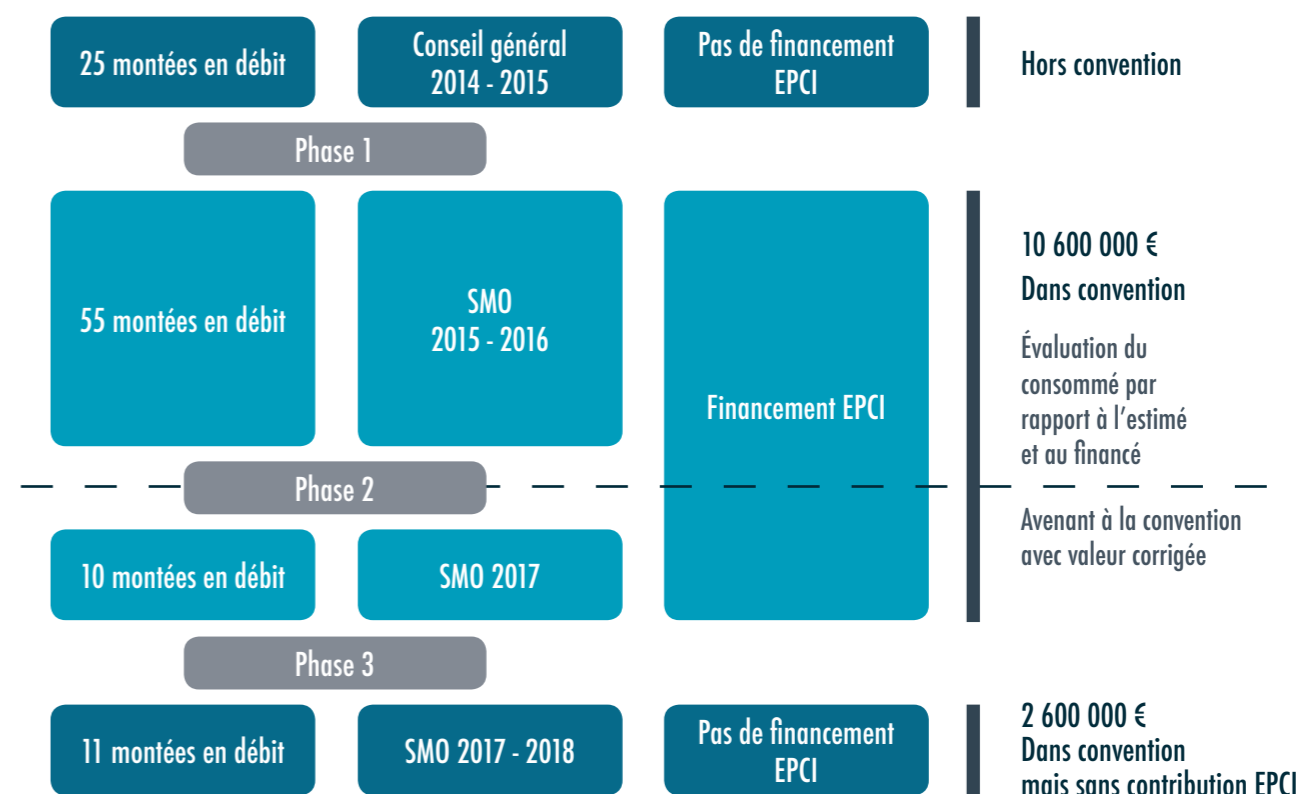 25 montées en débit
Conseil général
2014 - 2015
Pas de financement
EPCI
Hors convention
Phase 1
55 montées en débit
SMO
2015 - 2016
Financement EPCI
10 600 000 €
Dans convention
Évaluation du
consommé par
rapport à l'estimé
et au financé
Phase 2
Avenant à la convention
avec valeur corrigée
10 montées en débit
SMO 2017
Phase 3
11 montées en débit
SMO 2017 - 2018
Pas de financement
EPCI
2 600 000 €
Dans convention
mais sans contribution EPCI